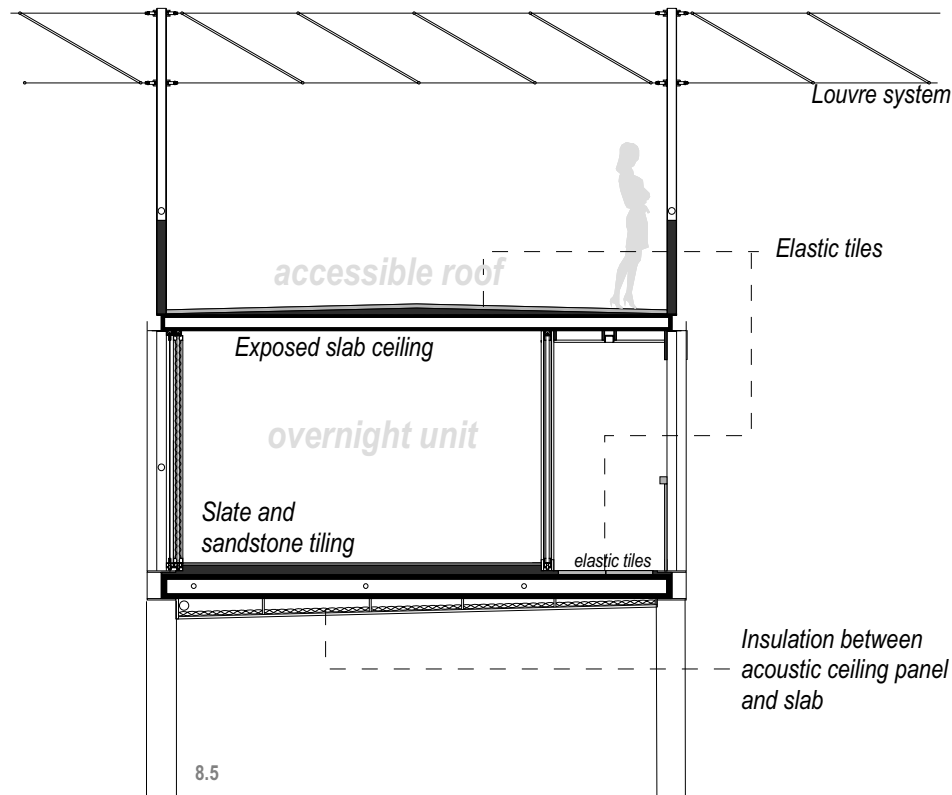 Louvre system
Elastic tiles
accessible roof
Exposed slab ceiling
overnight unit
Slate and
sandstone tiling
elastic tiles
Insulation between
acoustic ceiling panel
and slab
8.5